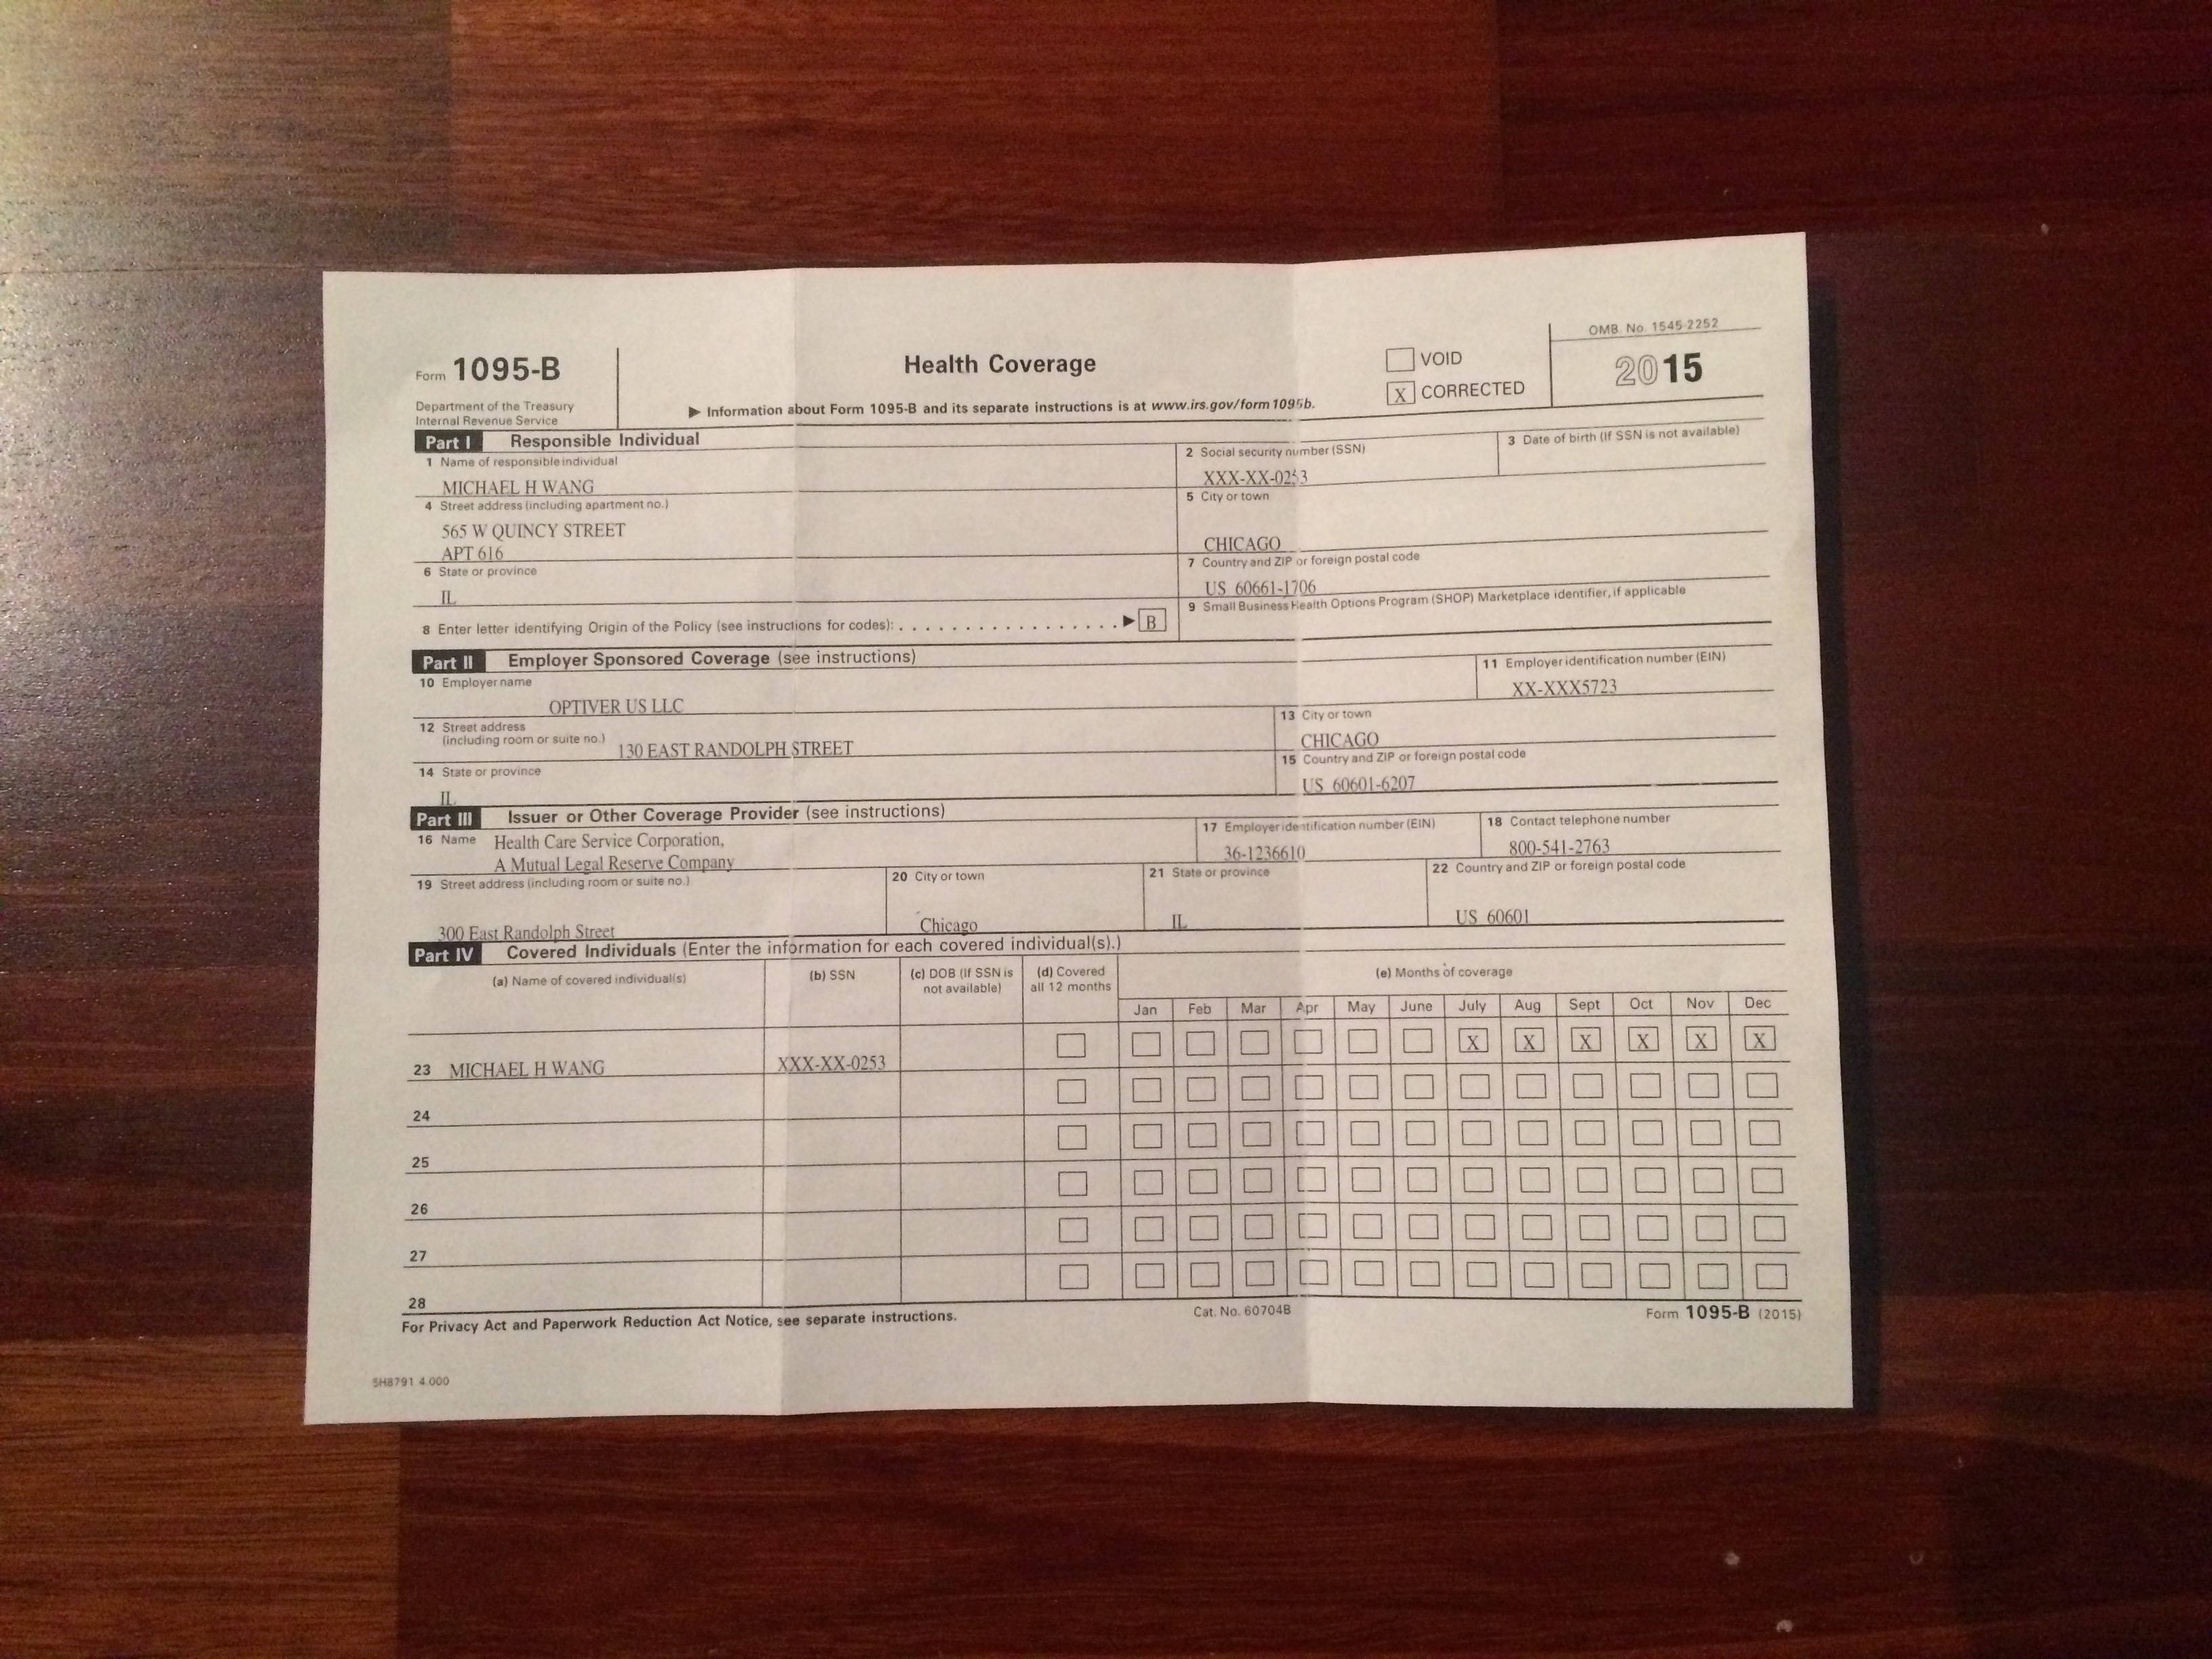 Form 1095-B
Department of the Treasury
Internal Revenue Service
Health Coverage
▶ Information about Form 1095-B and its separate instructions is at www.irs.gov/form1095b.
VOID
X CORRECTED
OMB. No. 1545-2252
2015
Part I Responsible Individual
1 Name of responsible individual
MICHAEL H WANG
2 Social security number (SSN)
XXX-XX-0253
3 Date of birth (If SSN is not available)
4 Street address (including apartment no.)
565 W QUINCY STREET
APT 616
5 City or town
CHICAGO
6 State or province
IL
7 Country and ZIP or foreign postal code
US 60661-1706
8 Enter letter identifying Origin of the Policy (see instructions for codes): . . . . . . . . . . . . . . . . . ▶ B
9 Small Business Health Options Program (SHOP) Marketplace identifier, if applicable
Part II Employer Sponsored Coverage (see instructions)
10 Employer name
OPTIVER US LLC
11 Employer identification number (EIN)
XX-XXX5723
12 Street address
(including room or suite no.) 130 EAST RANDOLPH STREET
13 City or town
CHICAGO
14 State or province
IL
15 Country and ZIP or foreign postal code
US 60601-6207
Part III Issuer or Other Coverage Provider (see instructions)
16 Name Health Care Service Corporation,
A Mutual Legal Reserve Company
17 Employer identification number (EIN)
36-1236610
18 Contact telephone number
800-541-2763
19 Street address (including room or suite no.)
300 East Randolph Street
20 City or town
Chicago
21 State or province
IL
22 Country and ZIP or foreign postal code
US 60601
Part IV Covered Individuals (Enter the information for each covered individual(s).)
(a) Name of covered individual(s)
(b) SSN
(c) DOB (If SSN is
not available)
(d) Covered
all 12 months
(e) Months of coverage
Jan Feb Mar Apr May June July Aug Sept Oct Nov Dec
23 MICHAEL H WANG XXX-XX-0253 X X X X X X
24
25
26
27
28
For Privacy Act and Paperwork Reduction Act Notice, see separate instructions.
Cat. No. 60704B
Form 1095-B (2015)
5H8791 4.000